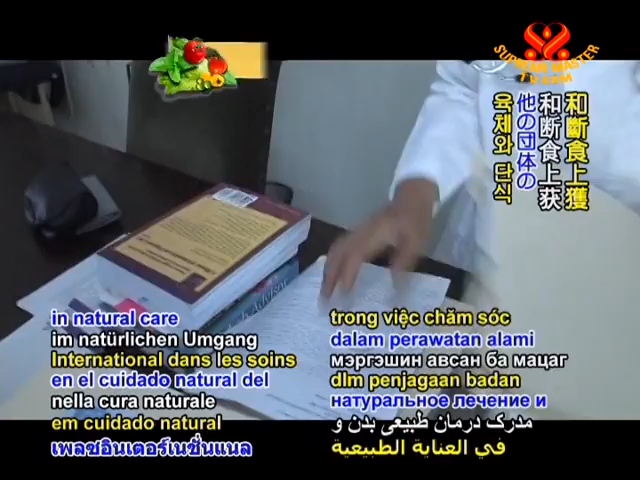 SUPREME MASTER
TV.COM
和斷食上獲
和断食上获
他の団体の
육체와 단식
in natural care
im natürlichen Umgang
International dans les soins
en el cuidado natural del
nella cura naturale
em cuidado natural
เพลซอินเตอร์เนชั่นแนล
trong việc chăm sóc
dalam perawatan alami
мэргэшин авсан ба мацаг
dlm penjagaan badan
натуральное лечение и
مدرک درمان طبیعی بدن و
في العناية الطبيعية